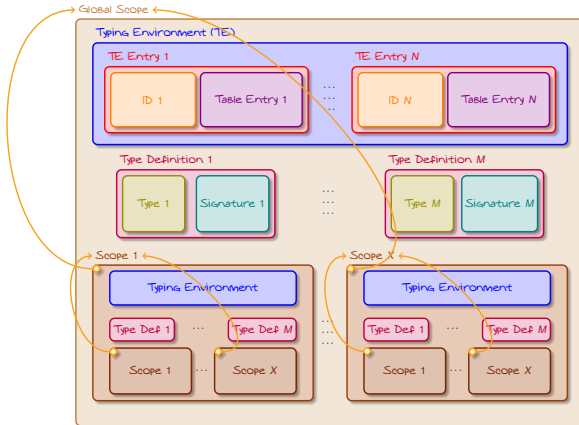 Global Scope
Typing Environment (TE)
TE Entry 1
TE Entry N
ID 1
Table Entry 1
...
...
...
ID N
Table Entry N
Type Definition 1
Type Definition M
Type 1
Signature 1
...
...
...
Type M
Signature M
Scope 1
Scope X
Typing Environment
Typing Environment
Type Def 1
...
Type Def M
...
...
...
Type Def 1
...
Type Def M
Scope 1
...
Scope X
Scope 1
...
Scope X